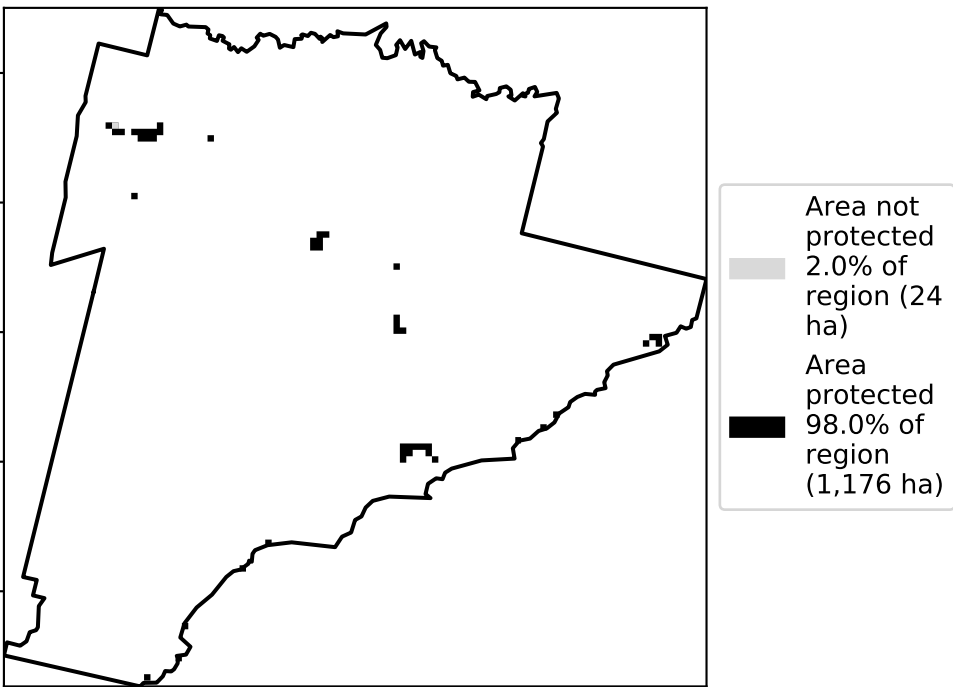 Area not
protected
2.0% of
region (24
ha)
Area
protected
98.0% of
region
(1,176 ha)